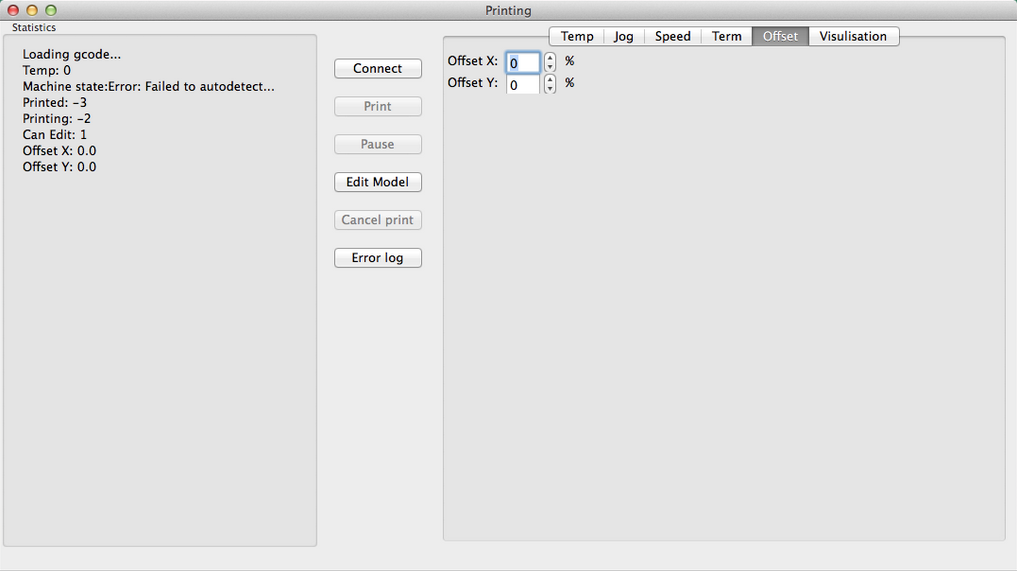 Printing
Statistics
Loading gcode...
Temp: 0
Machine state:Error: Failed to autodetect...
Printed: -3
Printing: -2
Can Edit: 1
Offset X: 0.0
Offset Y: 0.0
Connect
Print
Pause
Edit Model
Cancel print
Error log
Temp Jog Speed Term Offset Visulisation
Offset X: 0 %
Offset Y: 0 %